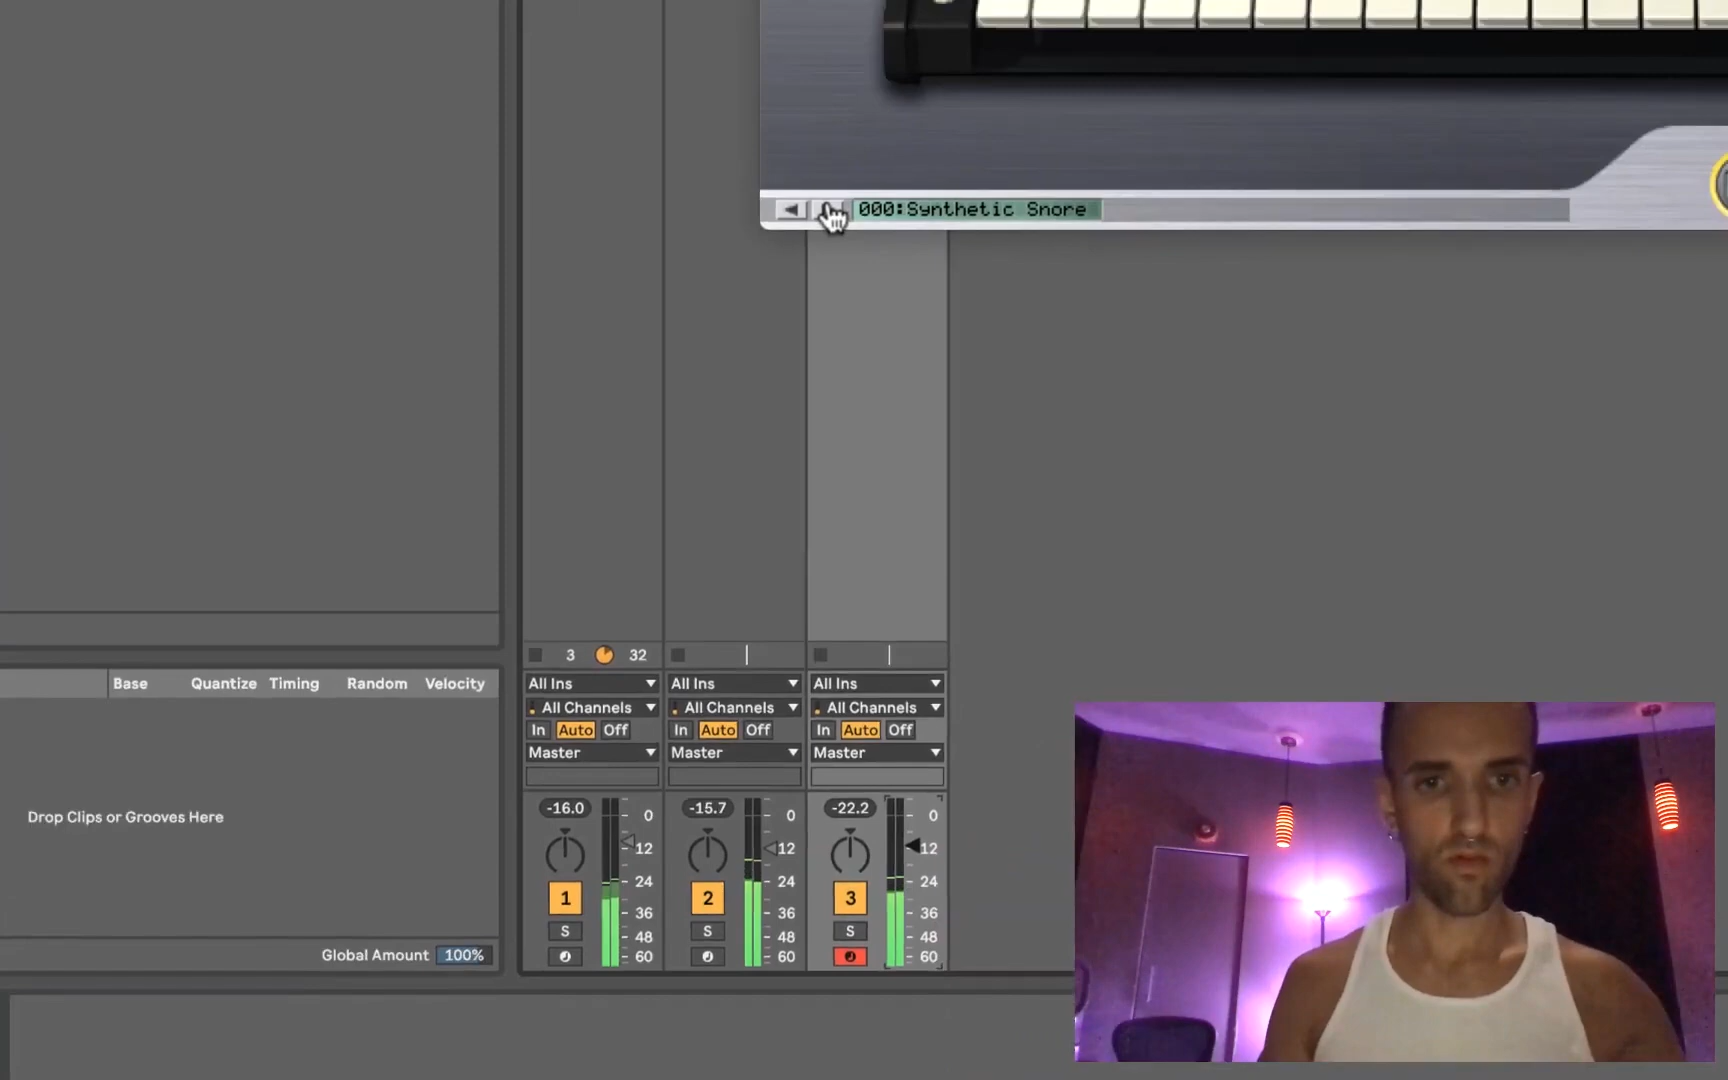 000:Synthetic Snore
3 32
All Ins All Ins All Ins
All Channels All Channels All Channels
In Auto Off In Auto Off In Auto Off
Master Master Master
Base Quantize Timing Random Velocity
Drop Clips or Grooves Here
Global Amount 100%
-16.0 -15.7 -22.2
0 0 0
12 12 12
24 24 24
1 2 3
36 36 36
S S S
48 48 48
60 60 60